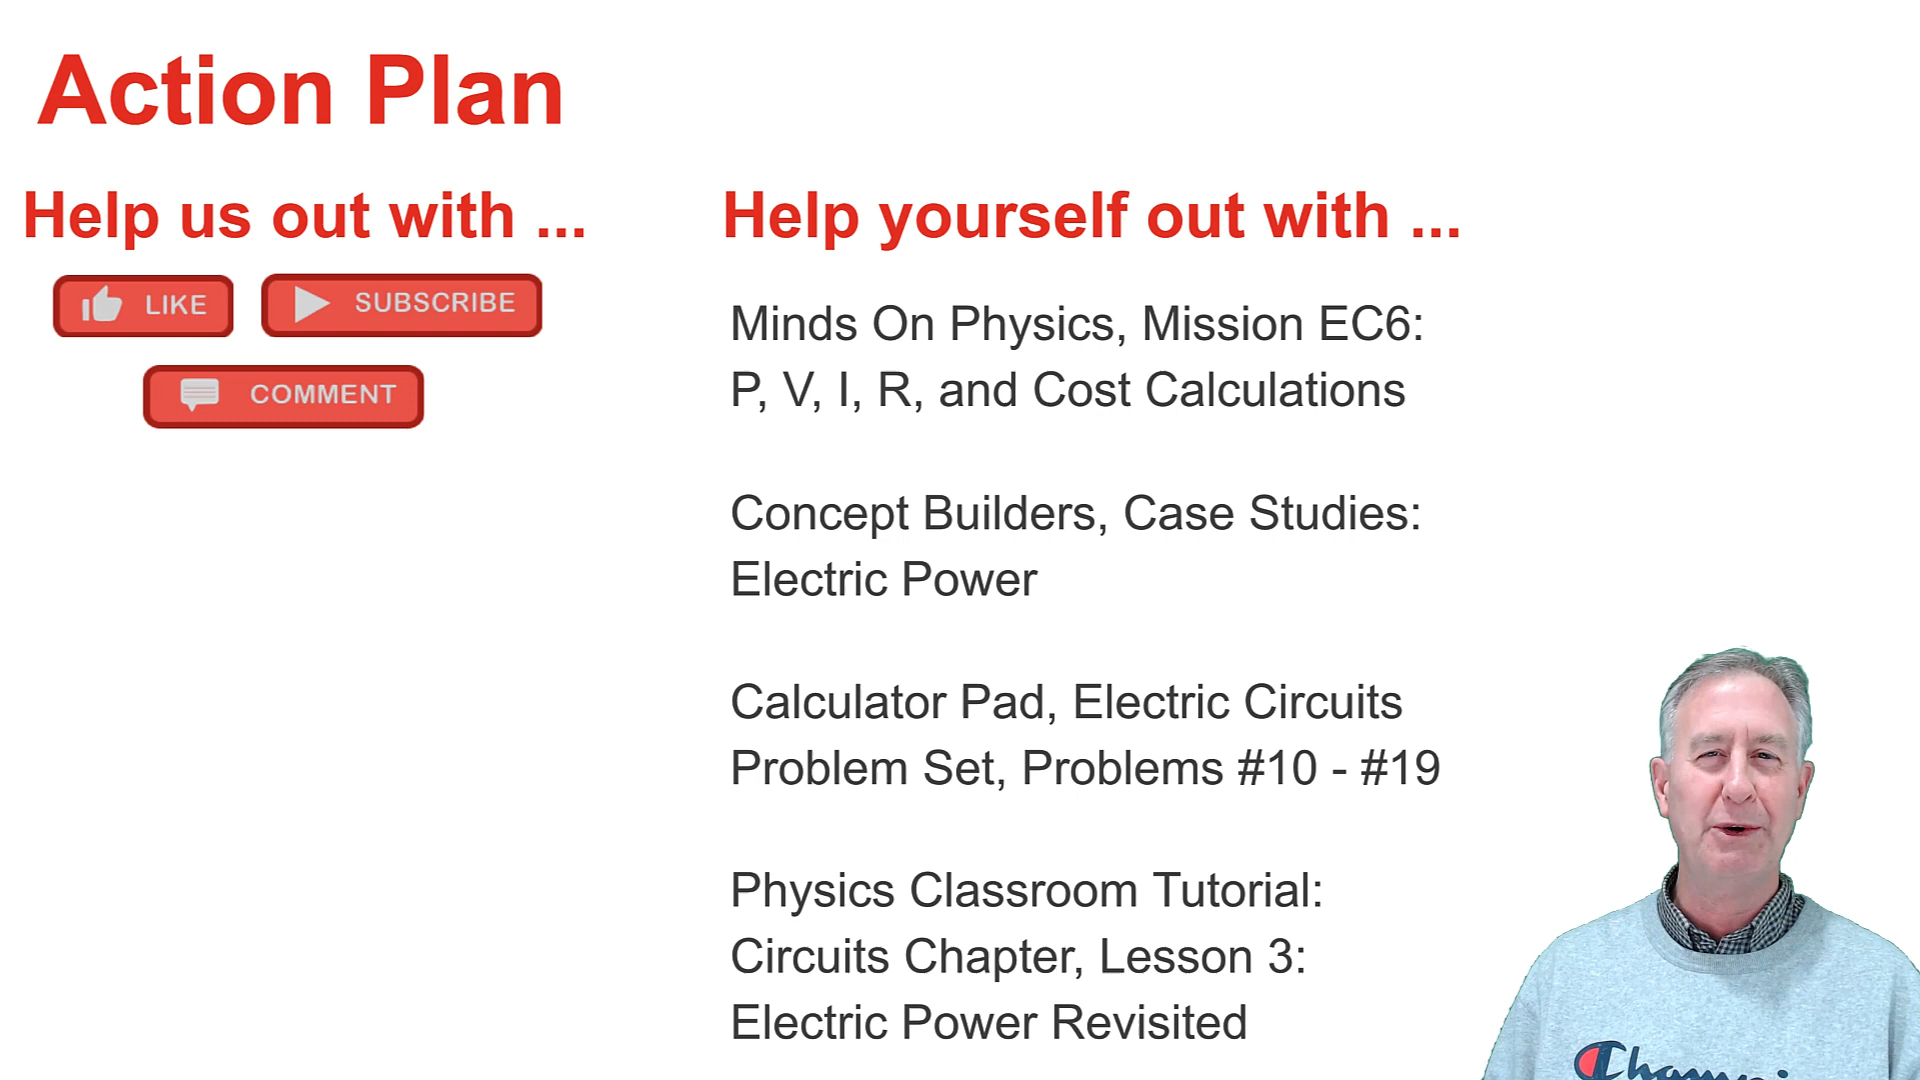 Action Plan
Help us out with ...
LIKE
SUBSCRIBE
COMMENT
Help yourself out with ...
Minds On Physics, Mission EC6:
P, V, I, R, and Cost Calculations
Concept Builders, Case Studies:
Electric Power
Calculator Pad, Electric Circuits
Problem Set, Problems #10 - #19
Physics Classroom Tutorial:
Circuits Chapter, Lesson 3:
Electric Power Revisited